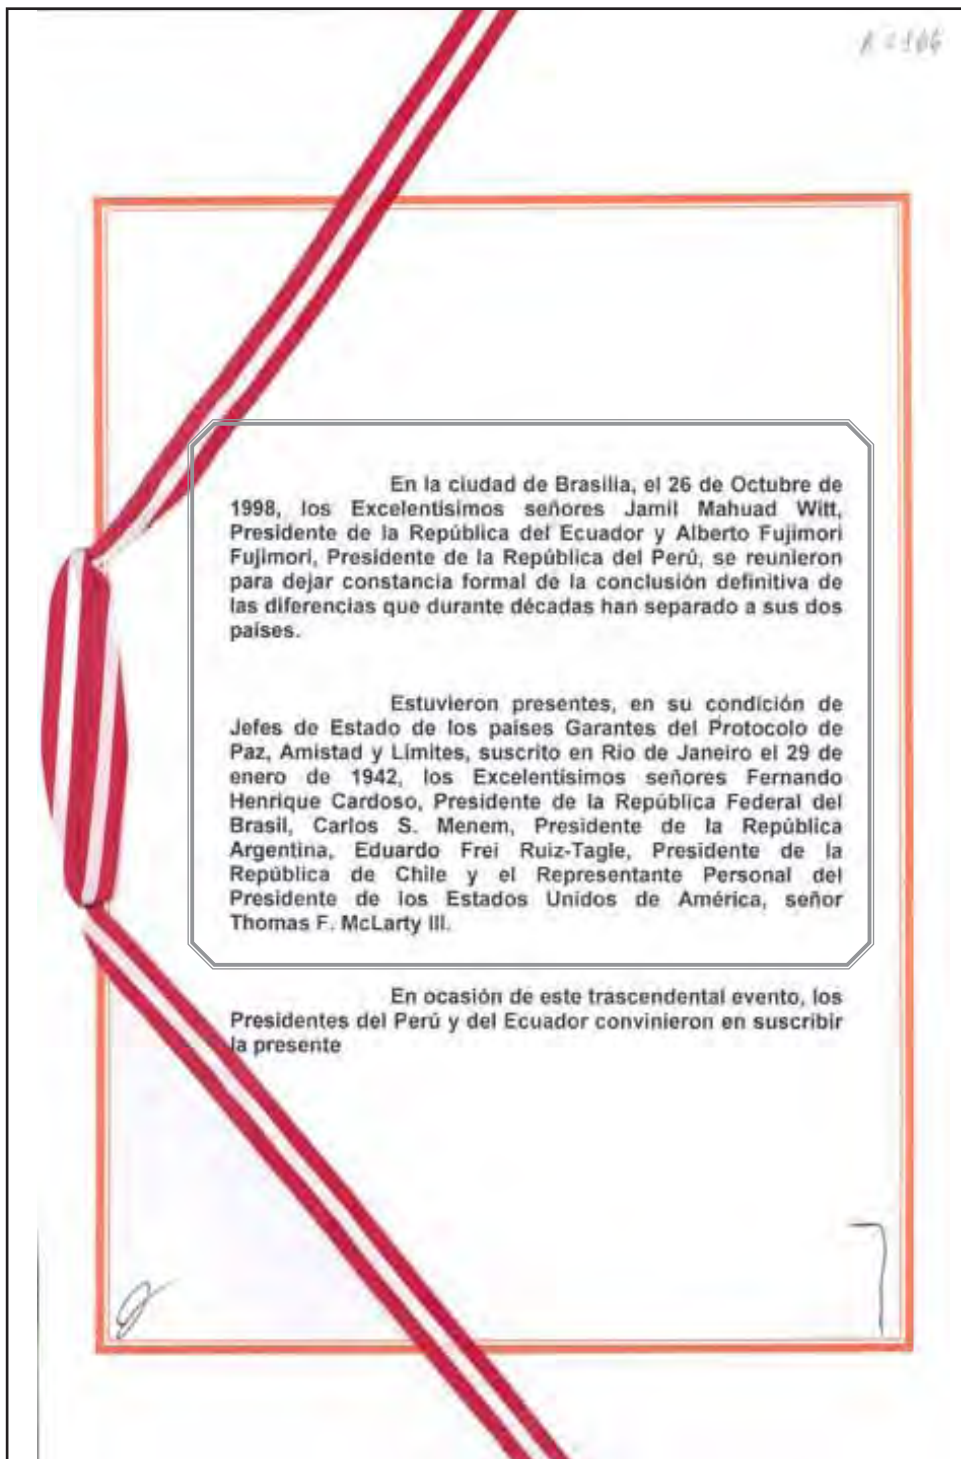 En la ciudad de Brasilia, el 26 de Octubre de
1998, los Excelentísimos señores Jamil Mahuad Witt,
Presidente de la República del Ecuador y Alberto Fujimori
Fujimori, Presidente de la República del Perú, se reunieron
para dejar constancia formal de la conclusión definitiva de
las diferencias que durante décadas han separado a sus dos
países.
Estuvieron presentes, en su condición de
Jefes de Estado de los países Garantes del Protocolo de
Paz, Amistad y Límites, suscrito en Río de Janeiro el 29 de
enero de 1942, los Excelentísimos señores Fernando
Henrique Cardoso, Presidente de la República Federal del
Brasil, Carlos S. Menem, Presidente de la República
Argentina, Eduardo Frei Ruiz-Tagle, Presidente de la
República de Chile y el Representante Personal del
Presidente de los Estados Unidos de América, señor
Thomas F. McLarty III.
En ocasión de este trascendental evento, los
Presidentes del Perú y del Ecuador convinieron en suscribir
la presente